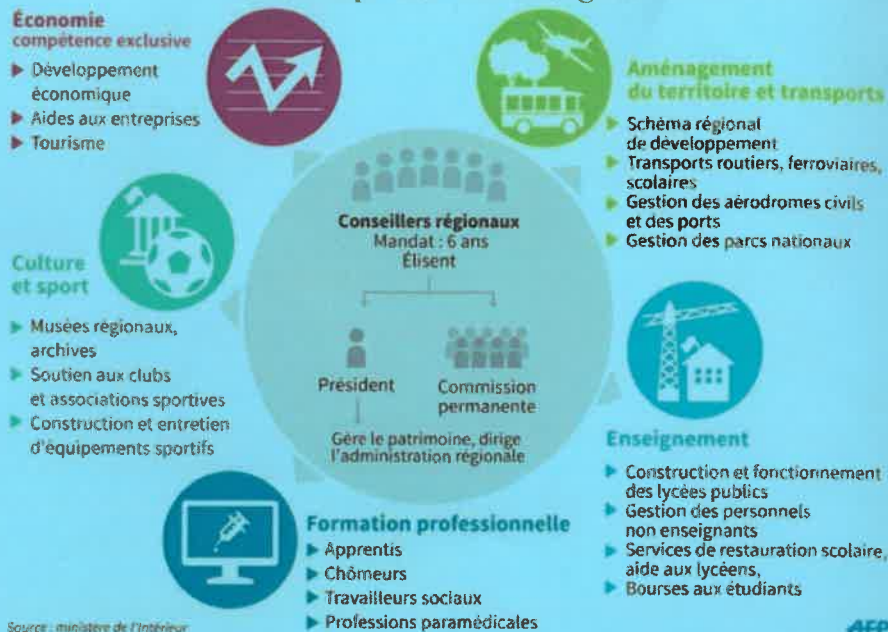 Économie
compétence exclusive
▶ Développement
économique
▶ Aides aux entreprises
▶ Tourisme
Aménagement
du territoire et transports
▶ Schéma régional
de développement
▶ Transports routiers, ferroviaires,
scolaires
▶ Gestion des aérodromes civils
et des ports
▶ Gestion des parcs nationaux
Conseillers régionaux
Mandat : 6 ans
Élisent
Président
Commission
permanente
Gère le patrimoine, dirige
l'administration régionale
Culture
et sport
▶ Musées régionaux,
archives
▶ Soutien aux clubs
et associations sportives
▶ Construction et entretien
d'équipements sportifs
Enseignement
▶ Construction et fonctionnement
des lycées publics
▶ Gestion des personnels
non enseignants
▶ Services de restauration scolaire,
aide aux lycéens,
▶ Bourses aux étudiants
Formation professionnelle
▶ Apprentis
▶ Chômeurs
▶ Travailleurs sociaux
▶ Professions paramédicales
Source : ministère de l'Intérieur
AFP